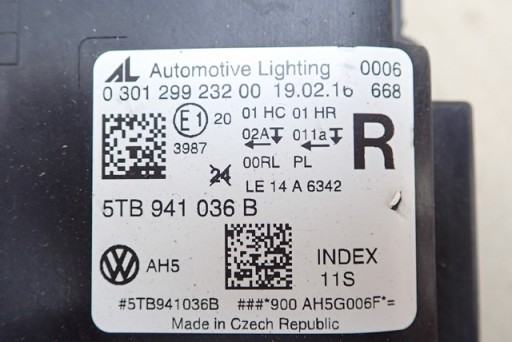 AL Automotive Lighting 0006
0 301 299 232 00 19.02.16 668
E1 20 01 HC 01 HR
02A 011a
3987
00RL PL
R
24
LE 14 A 6342
5TB 941 036 B
VW AH5
INDEX
11S
#5TB941036B ###*900 AH5G006F*=
Made in Czech Republic